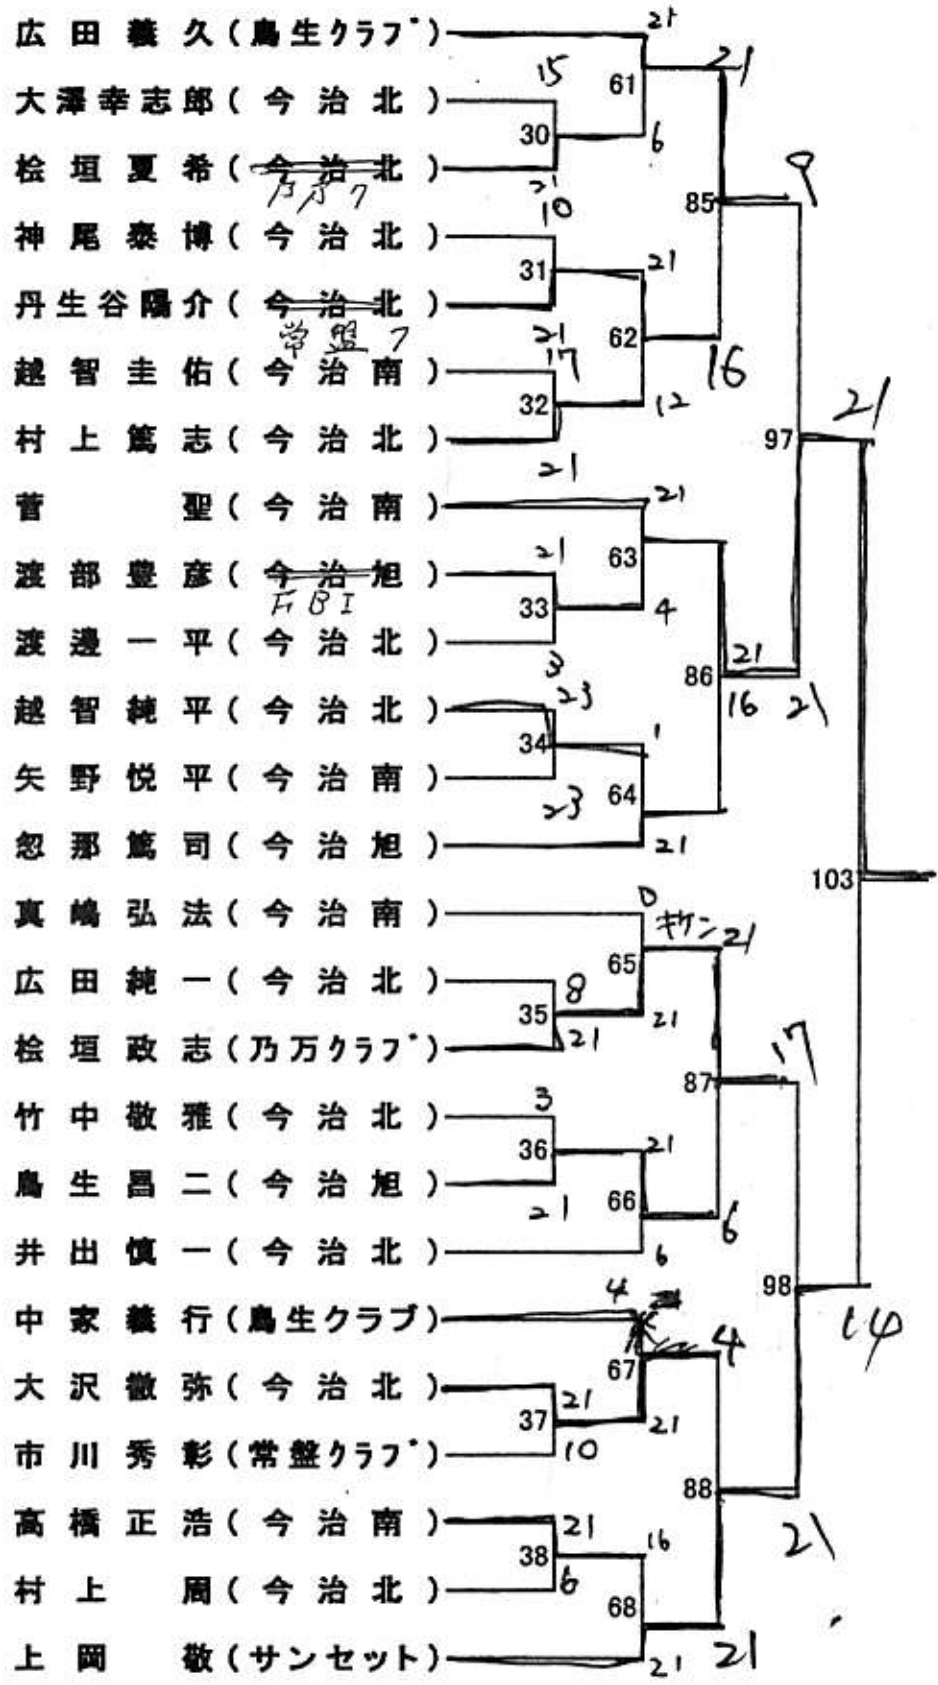 広田義久(鳥生クラブ) 21
21
大澤幸志郎(今治北) 15 61
30 6
桧垣夏希(今治北) 21 9
乃万ク 85
神尾泰博(今治北) 10
31 21
丹生谷陽介(今治北) 21 62
常盤ク 16
越智圭佑(今治南) 17
32 12 21
村上篤志(今治北) 21 97
菅聖(今治南) 21
渡部豊彦(今治旭) 21 63
FBI 33 4
渡邊一平(今治北) 3 21
86 16 21
越智純平(今治北) 23
34 1
矢野悦平(今治南) 23 64
忽那篤司(今治旭) 21
103
真嶋弘法(今治南) 0 キケン 21
65
広田純一(今治北) 8
35 21
桧垣政志(乃万クラブ) 21 17
87
竹中敬雅(今治北) 3
36 21
鳥生昌二(今治旭) 21 66
6
井出慎一(今治北) 6
98
中家義行(鳥生クラブ) 4 14
4
67
大沢徹弥(今治北) 21
37 21
市川秀彰(常盤クラブ) 10
88
高橋正浩(今治南) 21 21
38 16
村上周(今治北) 6 68
上岡敬(サンセット) 21 21